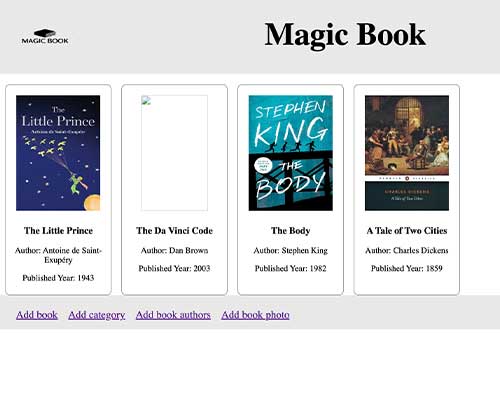 MAGIC BOOK
Magic Book
The
Little Prince
Antoine de Saint-Exupéry
The Little Prince
Author: Antoine de Saint-
Exupéry
Published Year: 1943
The Da Vinci Code
Author: Dan Brown
Published Year: 2003
STEPHEN
KING
THE
BODY
The Body
Author: Stephen King
Published Year: 1982
PENGUIN CLASSICS
CHARLES DICKENS
A Tale of Two Cities
A Tale of Two Cities
Author: Charles Dickens
Published Year: 1859
Add book Add category Add book authors Add book photo